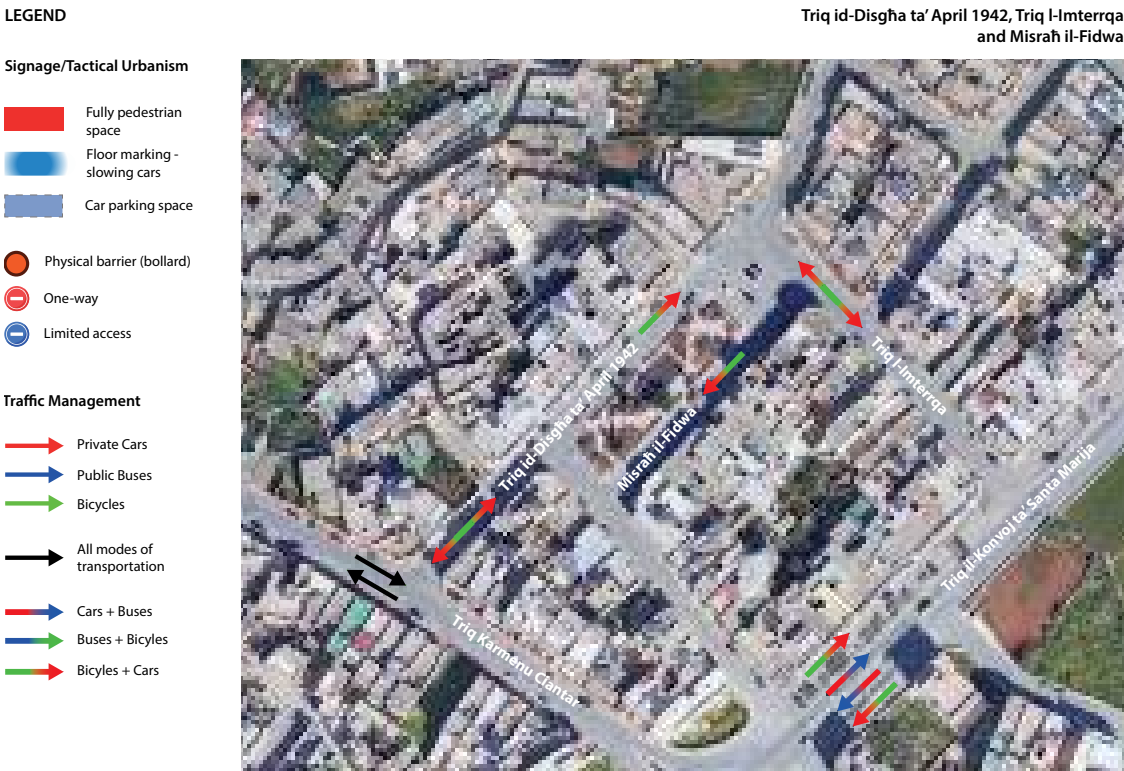 LEGEND
Triq id-Disgħa ta' April 1942, Triq l-Imterrqa
and Misraħ il-Fidwa
Signage/Tactical Urbanism
Fully pedestrian
space
Floor marking -
slowing cars
Car parking space
Physical barrier (bollard)
One-way
Limited access
Traffic Management
Private Cars
Public Buses
Bicycles
All modes of
transportation
Cars + Buses
Buses + Bicyles
Bicyles + Cars
Triq id-Disgħa ta' April 1942
Misraħ il-Fidwa
Triq l-Imterrqa
Triq il-Konvoj ta' Santa Marija
Triq Karmenu Clantar